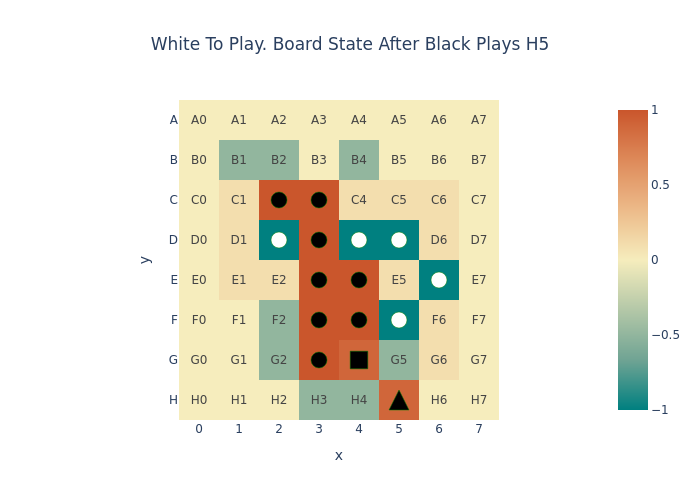 White To Play. Board State After Black Plays H5
A A0 A1 A2 A3 A4 A5 A6 A7
B B0 B1 B2 B3 B4 B5 B6 B7
C C0 C1 C4 C5 C6 C7
D D0 D1 D6 D7
E E0 E1 E2 E5 E7
F F0 F1 F2 F6 F7
G G0 G1 G2 G5 G6 G7
H H0 H1 H2 H3 H4 H6 H7
0 1 2 3 4 5 6 7
x
y
1
0.5
0
−0.5
−1